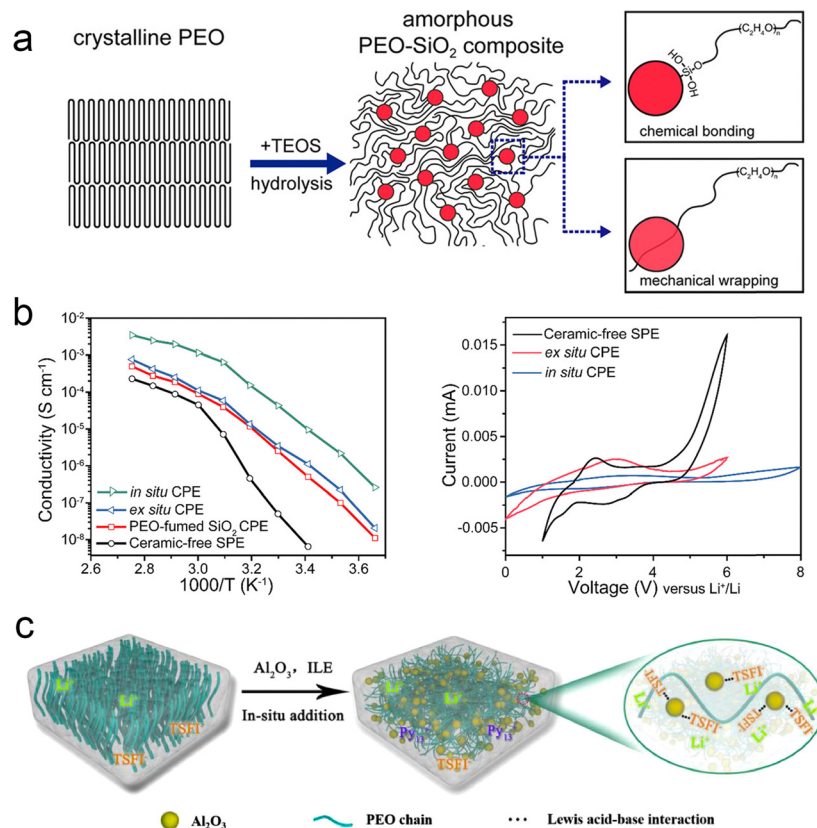 a
crystalline PEO
amorphous
PEO-SiO₂ composite
+TEOS
hydrolysis
HO
Si
O
OH
(C₂H₄O)n
chemical bonding
(C₂H₄O)n
mechanical wrapping
b
Conductivity (S cm⁻¹)
10⁻²
10⁻³
10⁻⁴
10⁻⁵
10⁻⁶
10⁻⁷
10⁻⁸
in situ CPE
ex situ CPE
PEO-fumed SiO₂ CPE
Ceramic-free SPE
2.6 2.8 3.0 3.2 3.4 3.6
1000/T (K⁻¹)
Current (mA)
0.015
0.010
0.005
0.000
-0.005
Ceramic-free SPE
ex situ CPE
in situ CPE
0 2 4 6 8
Voltage (V) versus Li⁺/Li
c
Li⁺
Li⁺
TSFI⁻
TSFI⁻
Al₂O₃, ILE
In-situ addition
Li⁺
Li⁺
Py₁₃⁺
Py₁₃⁺
TSFI⁻
TSFI⁻
TSFI⁻
Li⁺
Li⁺
TSFI⁻
TSFI⁻
TSFI⁻
Li⁺
Li⁺
Li⁺
Al₂O₃
PEO chain
Lewis acid-base interaction